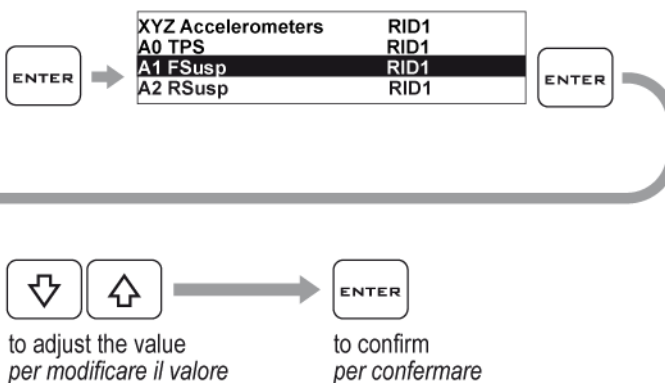 ENTER
XYZ Accelerometers RID1
A0 TPS RID1
A1 FSusp RID1
A2 RSusp RID1
ENTER
ENTER
to adjust the value
per modificare il valore
to confirm
per confermare